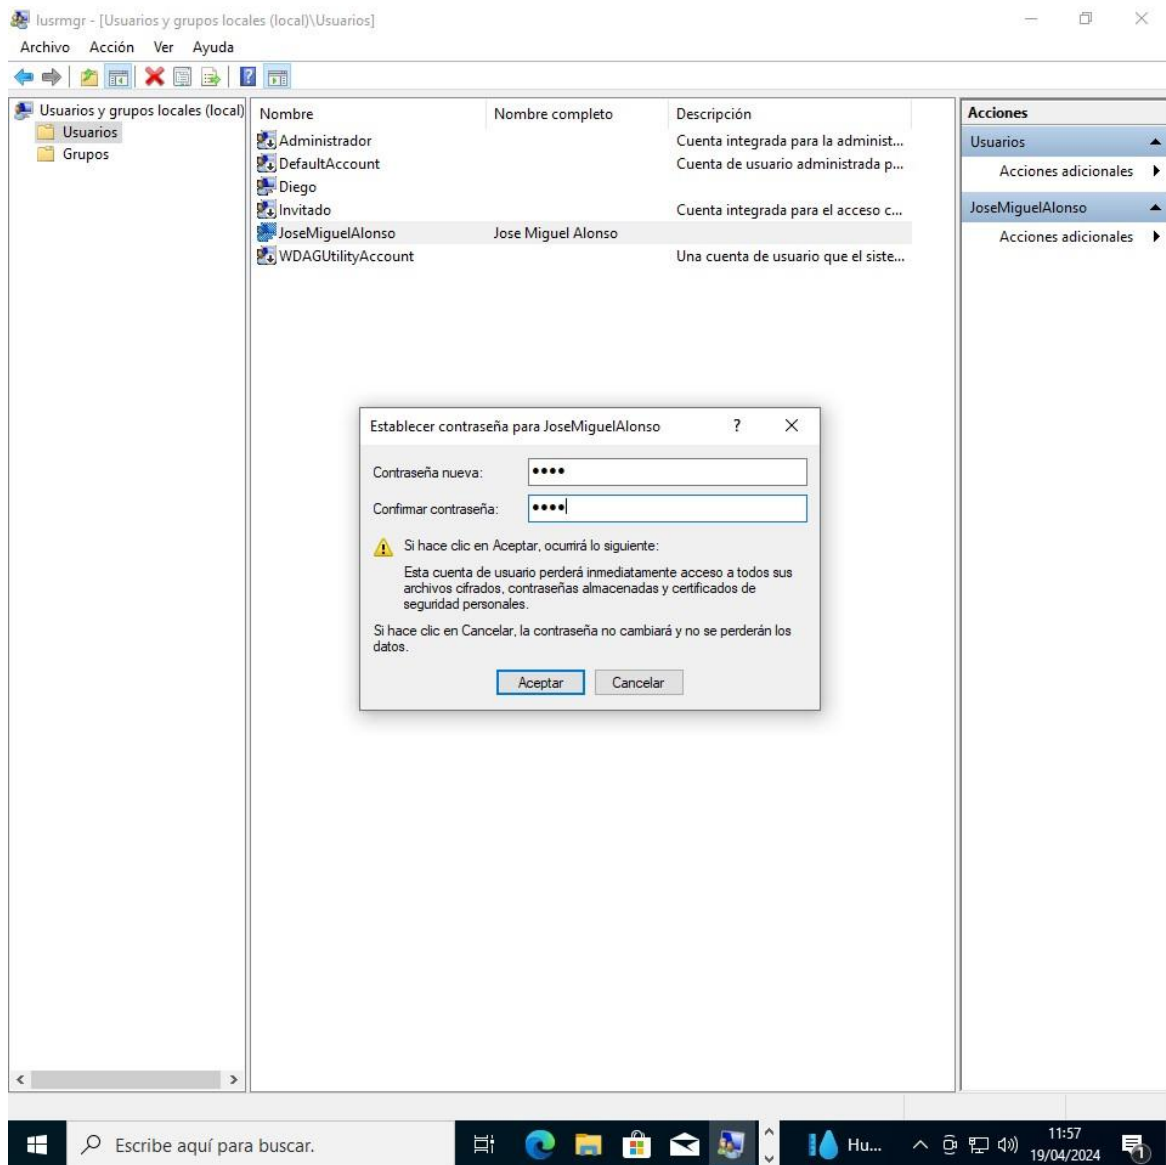 lusrmgr - [Usuarios y grupos locales (local)\Usuarios]
Archivo Acción Ver Ayuda
Usuarios y grupos locales (local)
Usuarios
Grupos
Nombre Nombre completo Descripción
Administrador Cuenta integrada para la administ...
DefaultAccount Cuenta de usuario administrada p...
Diego
Invitado Cuenta integrada para el acceso c...
JoseMiguelAlonso Jose Miguel Alonso
WDAGUtilityAccount Una cuenta de usuario que el siste...
Acciones
Usuarios
Acciones adicionales
JoseMiguelAlonso
Acciones adicionales
Establecer contraseña para JoseMiguelAlonso ?
Contraseña nueva: ••••
Confirmar contraseña: ••••
Si hace clic en Aceptar, ocurrirá lo siguiente:
Esta cuenta de usuario perderá inmediatamente acceso a todos sus
archivos cifrados, contraseñas almacenadas y certificados de
seguridad personales.
Si hace clic en Cancelar, la contraseña no cambiará y no se perderán los
datos.
Aceptar Cancelar
Escribe aquí para buscar.
Hu...
11:57
19/04/2024
1